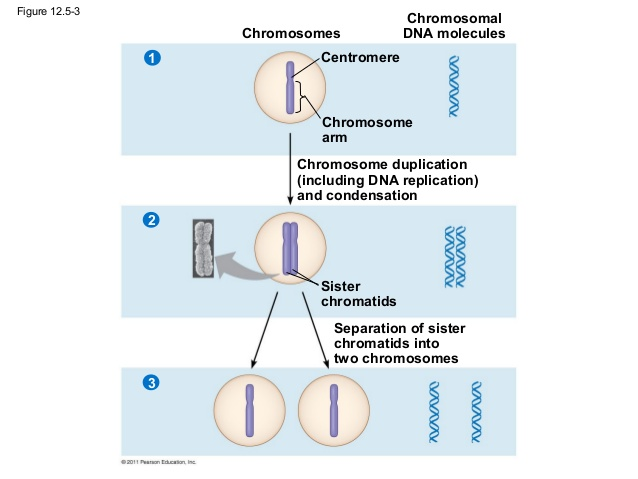 Figure 12.5-3
Chromosomes
Chromosomal
DNA molecules
1
Centromere
Chromosome
arm
Chromosome duplication
(including DNA replication)
and condensation
2
Sister
chromatids
Separation of sister
chromatids into
two chromosomes
3
© 2011 Pearson Education, Inc.